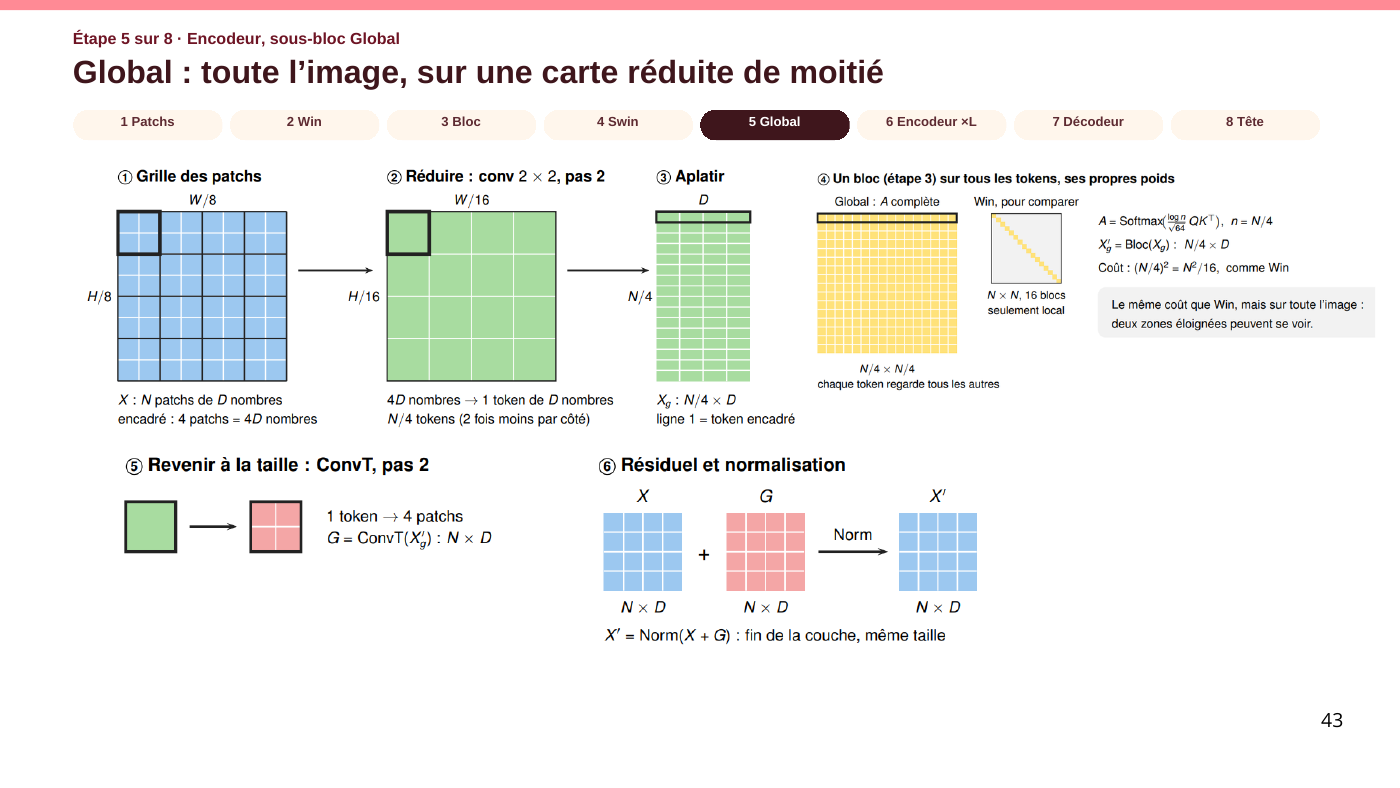 Étape 5 sur 8 · Encodeur, sous-bloc Global
Global : toute l’image, sur une carte réduite de moitié
1 Patchs
2 Win
3 Bloc
4 Swin
5 Global
6 Encodeur ×L
7 Décodeur
8 Tête
① Grille des patchs
W/8
H/8
X : N patchs de D nombres
encadré : 4 patchs = 4D nombres
② Réduire : conv 2 × 2, pas 2
W/16
H/16
4D nombres → 1 token de D nombres
N/4 tokens (2 fois moins par côté)
③ Aplatir
D
N/4
X_g : N/4 × D
ligne 1 = token encadré
④ Un bloc (étape 3) sur tous les tokens, ses propres poids
Global : A complète
N/4 × N/4
chaque token regarde tous les autres
Win, pour comparer
N × N, 16 blocs
seulement local
A = Softmax(log n/√64 QK⊤), n = N/4
X′_g = Bloc(X_g) : N/4 × D
Coût : (N/4)² = N²/16, comme Win
Le même coût que Win, mais sur toute l’image :
deux zones éloignées peuvent se voir.
⑤ Revenir à la taille : ConvT, pas 2
1 token → 4 patchs
G = ConvT(X′_g) : N × D
⑥ Résiduel et normalisation
X
G
X′
+
Norm
N × D
N × D
N × D
X′ = Norm(X + G) : fin de la couche, même taille
43